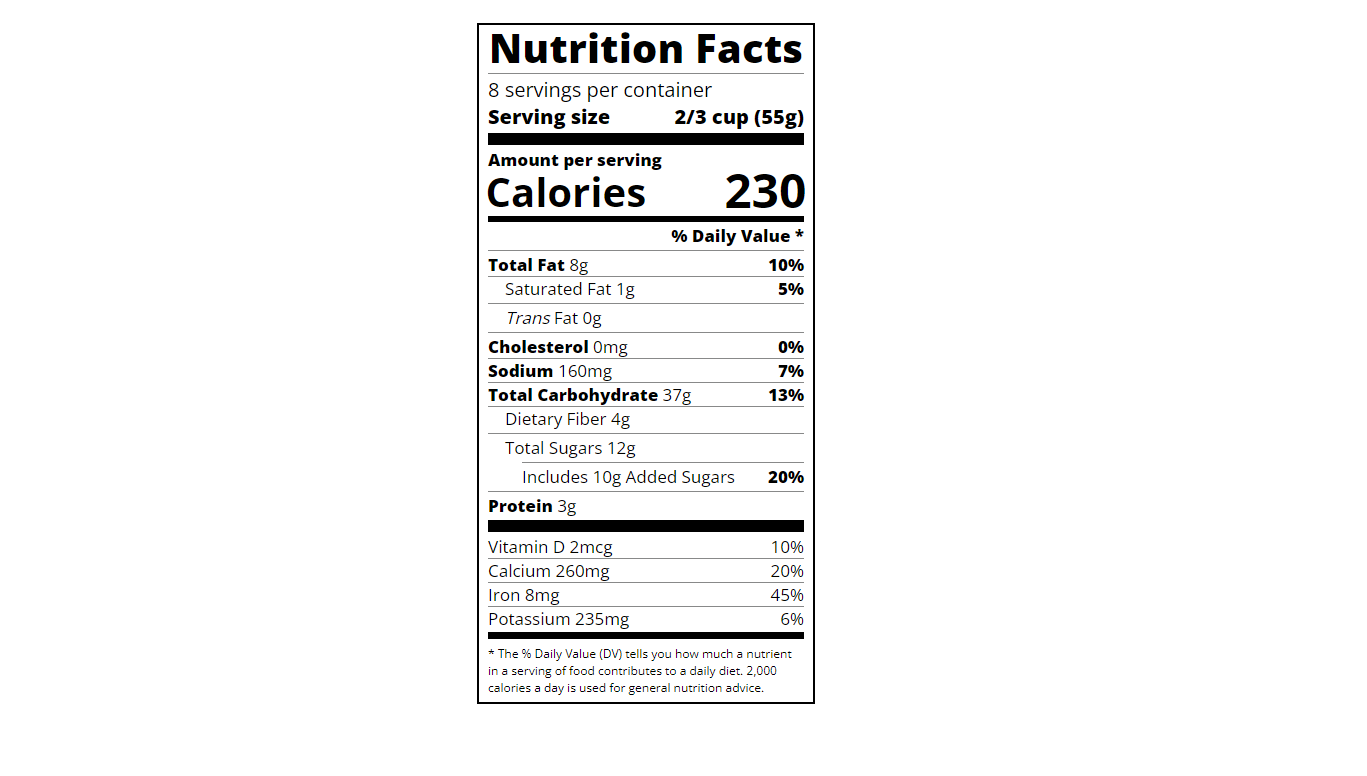 Nutrition Facts
8 servings per container
Serving size 2/3 cup (55g)
Amount per serving
Calories 230
% Daily Value *
Total Fat 8g 10%
Saturated Fat 1g 5%
Trans Fat 0g
Cholesterol 0mg 0%
Sodium 160mg 7%
Total Carbohydrate 37g 13%
Dietary Fiber 4g
Total Sugars 12g
Includes 10g Added Sugars 20%
Protein 3g
Vitamin D 2mcg 10%
Calcium 260mg 20%
Iron 8mg 45%
Potassium 235mg 6%
* The % Daily Value (DV) tells you how much a nutrient
in a serving of food contributes to a daily diet. 2,000
calories a day is used for general nutrition advice.